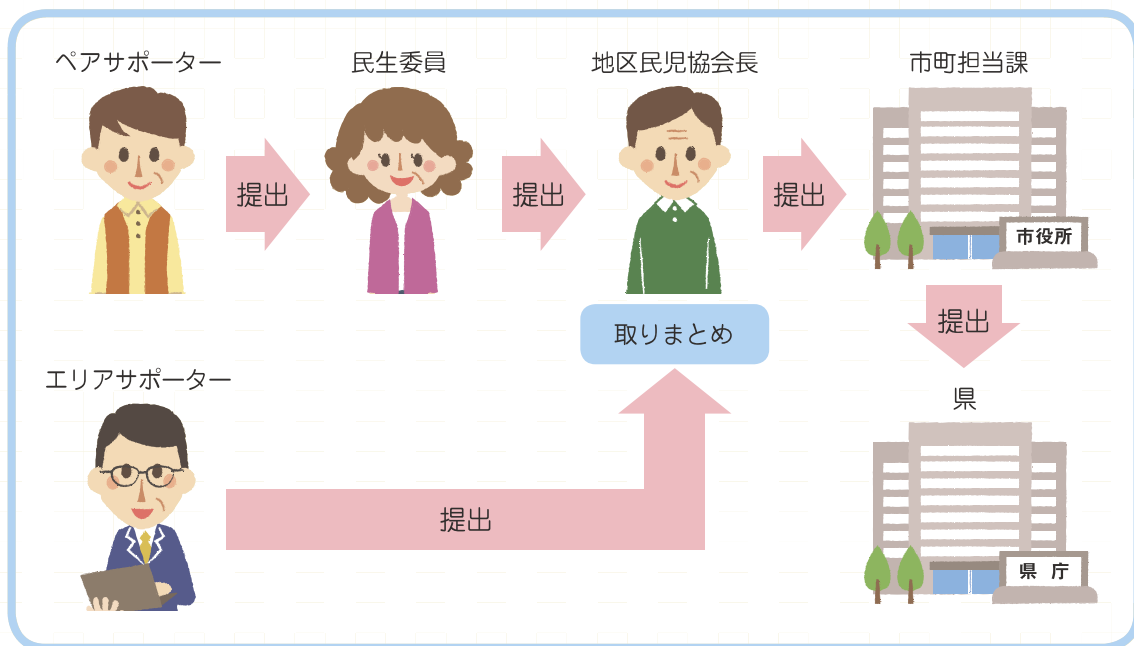 ペアサポーター
民生委員
地区民児協会長
市町担当課
提出
提出
提出
市役所
取りまとめ
提出
エリアサポーター
県
提出
県庁